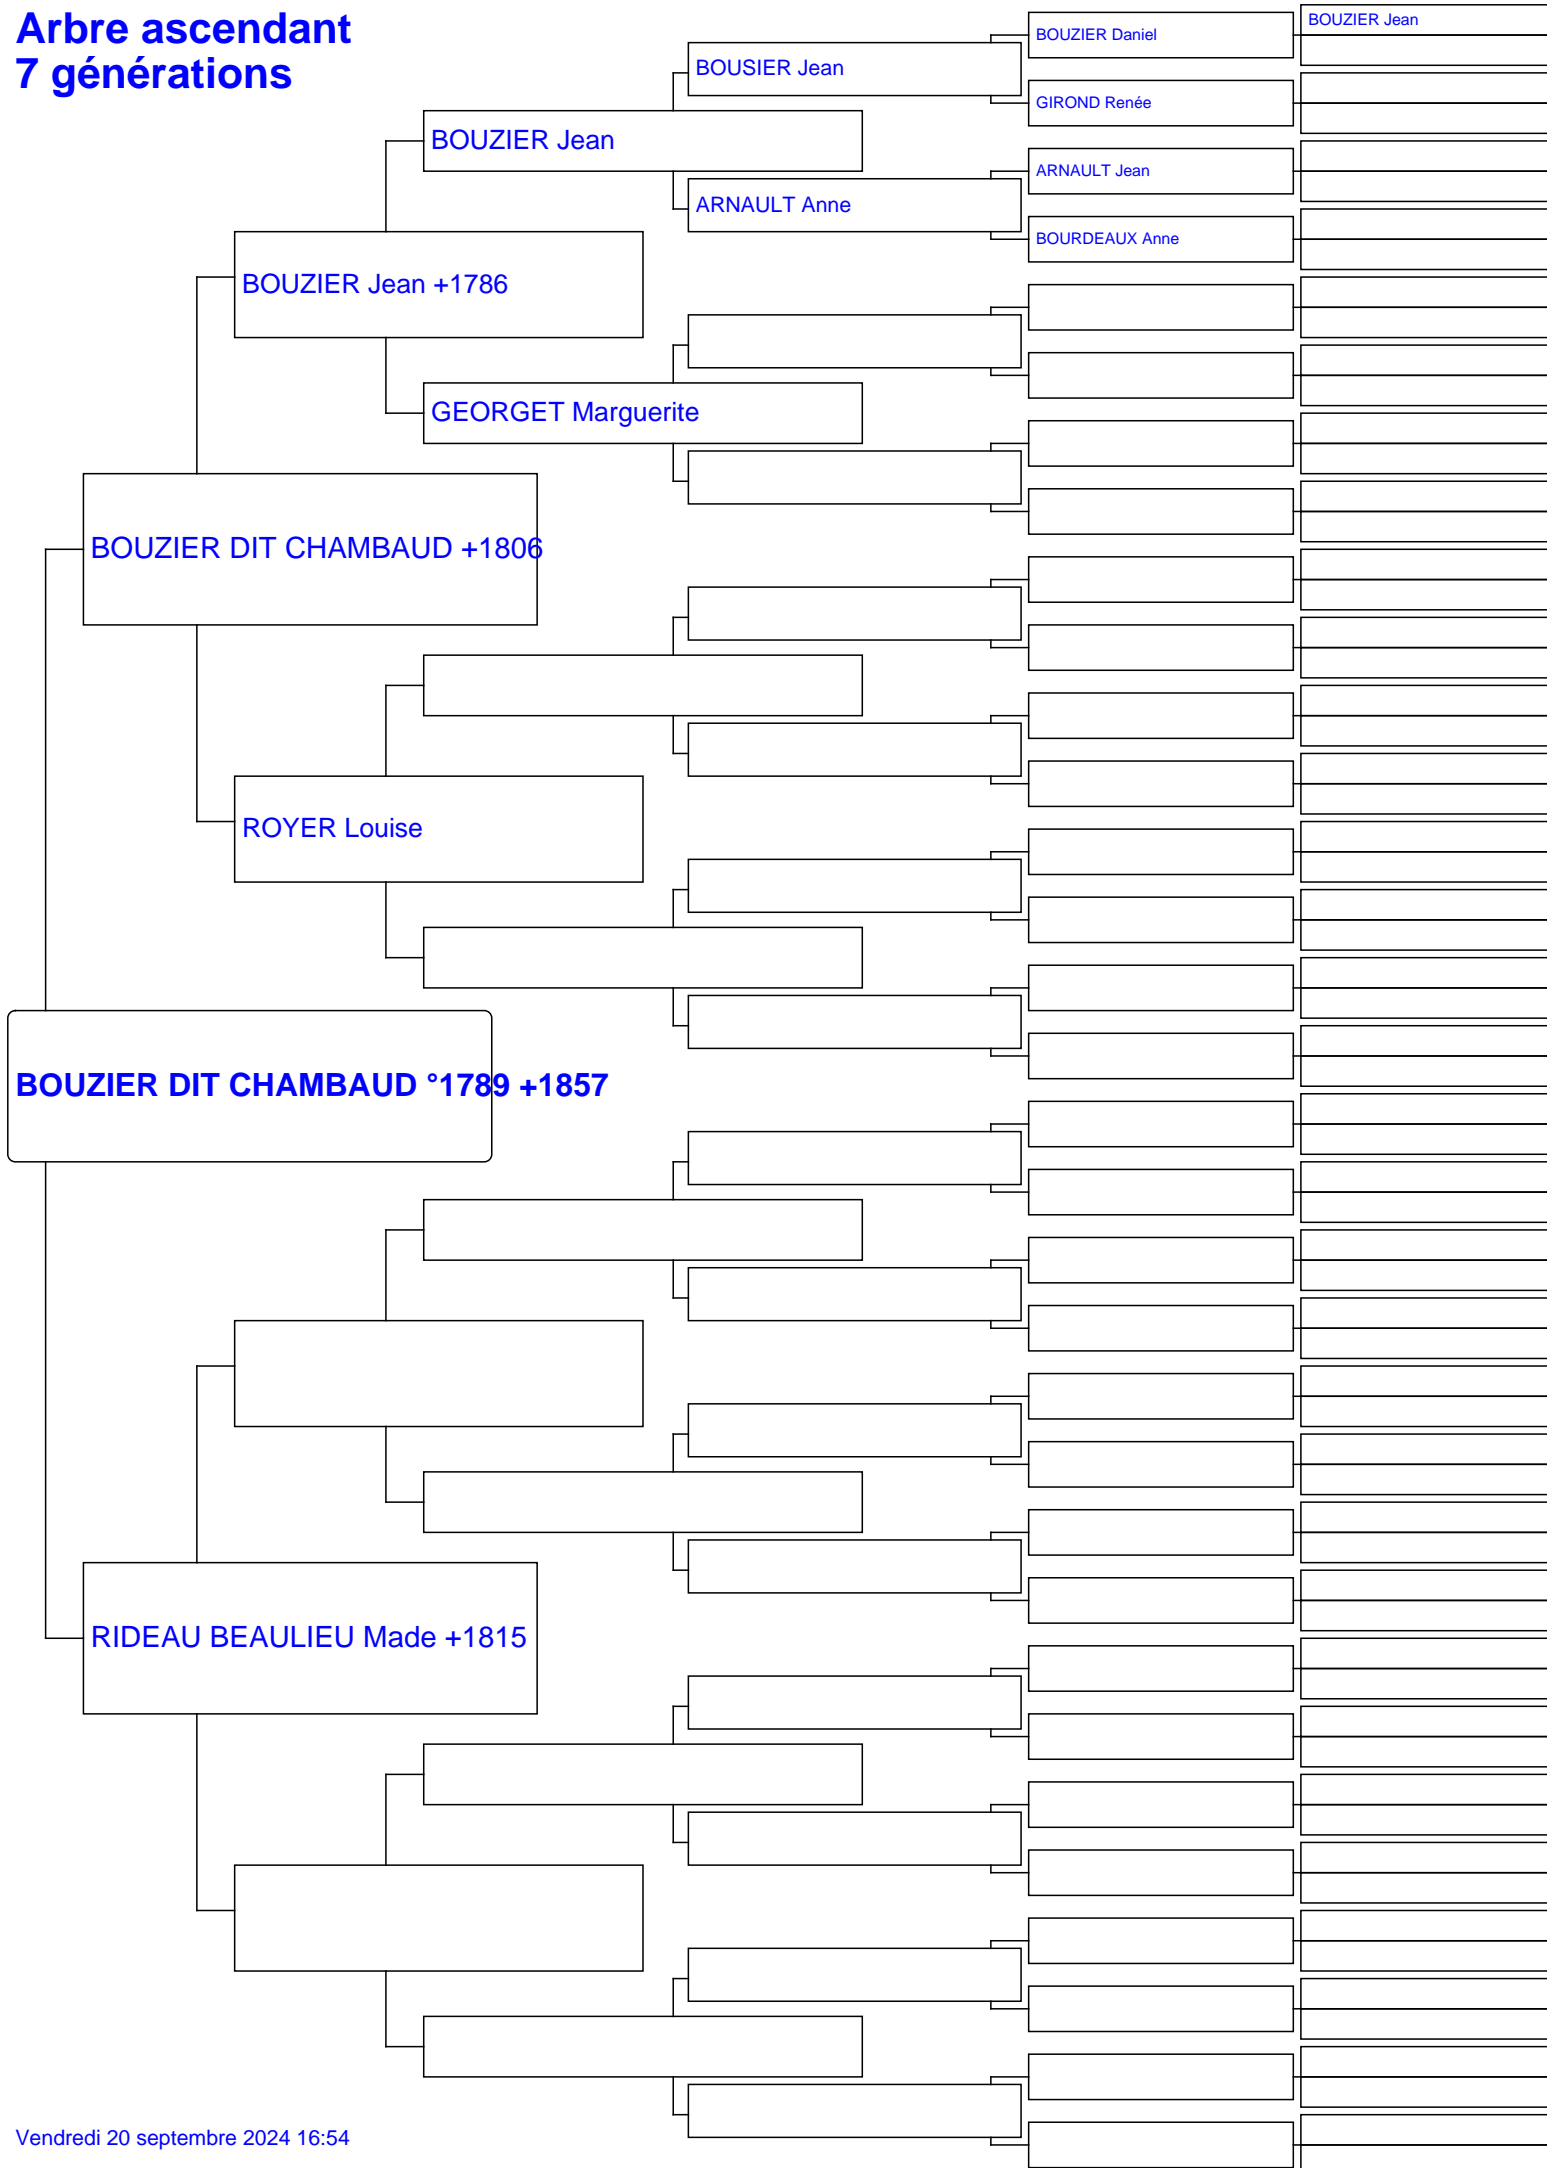 Arbre ascendant
7 générations
BOUZIER Jean
BOUZIER Daniel
BOUSIER Jean
GIROND Renée
BOUZIER Jean
ARNAULT Jean
ARNAULT Anne
BOURDEAUX Anne
BOUZIER Jean +1786
GEORGET Marguerite
BOUZIER DIT CHAMBAUD +1806
ROYER Louise
BOUZIER DIT CHAMBAUD °1789 +1857
RIDEAU BEAULIEU Made +1815
Vendredi 20 septembre 2024 16:54